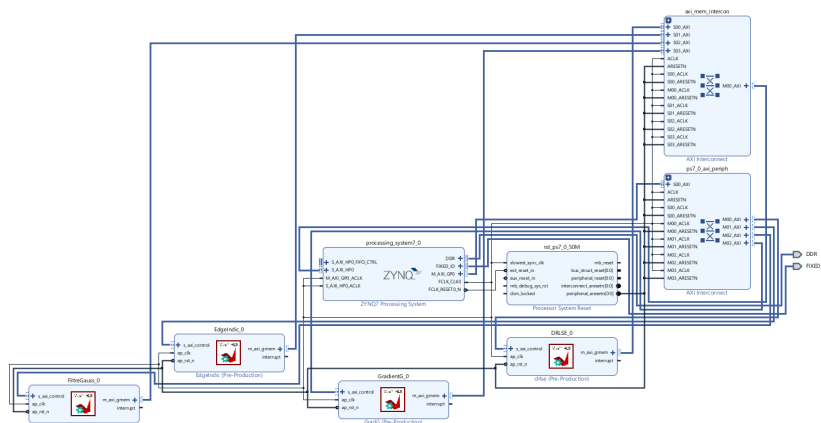 axi_mem_intercon
S00_AXI
S01_AXI
S02_AXI
S03_AXI
ACLK
ARESETN
S00_ACLK
S00_ARESETN
M00_ACLK
M00_ARESETN
S01_ACLK
S01_ARESETN
S02_ACLK
S02_ARESETN
S03_ACLK
S03_ARESETN
M00_AXI
AXI Interconnect
ps7_0_axi_periph
S00_AXI
ACLK
ARESETN
S00_ACLK
S00_ARESETN
M00_ACLK
M00_ARESETN
M01_ACLK
M01_ARESETN
M02_ACLK
M02_ARESETN
M03_ACLK
M03_ARESETN
M00_AXI
M01_AXI
M02_AXI
M03_AXI
AXI Interconnect
processing_system7_0
S_AXI_HP0_FIFO_CTRL
S_AXI_HP0
M_AXI_GP0_ACLK
S_AXI_HP0_ACLK
ZYNQ
DDR
FIXED_IO
M_AXI_GP0
FCLK_CLK0
FCLK_RESET0_N
ZYNQ7 Processing System
rst_ps7_0_50M
slowest_sync_clk
ext_reset_in
aux_reset_in
mb_debug_sys_rst
dcm_locked
mb_reset
bus_struct_reset[0:0]
peripheral_reset[0:0]
interconnect_aresetn[0:0]
peripheral_aresetn[0:0]
Processor System Reset
DDR
FIXED_
EdgeIndic_0
s_axi_control
ap_clk
ap_rst_n
m_axi_gmem
interrupt
EdgeIndic (Pre-Production)
DRLSE_0
s_axi_control
ap_clk
ap_rst_n
m_axi_gmem
interrupt
drlse (Pre-Production)
FiltreGauss_0
s_axi_control
ap_clk
ap_rst_n
m_axi_gmem
interrupt
GradientG_0
s_axi_control
ap_clk
ap_rst_n
m_axi_gmem
interrupt
GradG (Pre-Production)